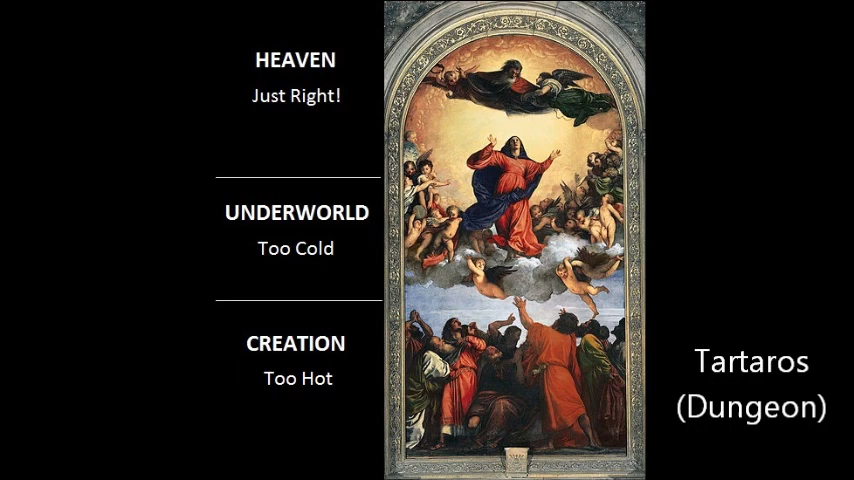 HEAVEN
Just Right!
UNDERWORLD
Too Cold
CREATION
Too Hot
Tartaros
(Dungeon)